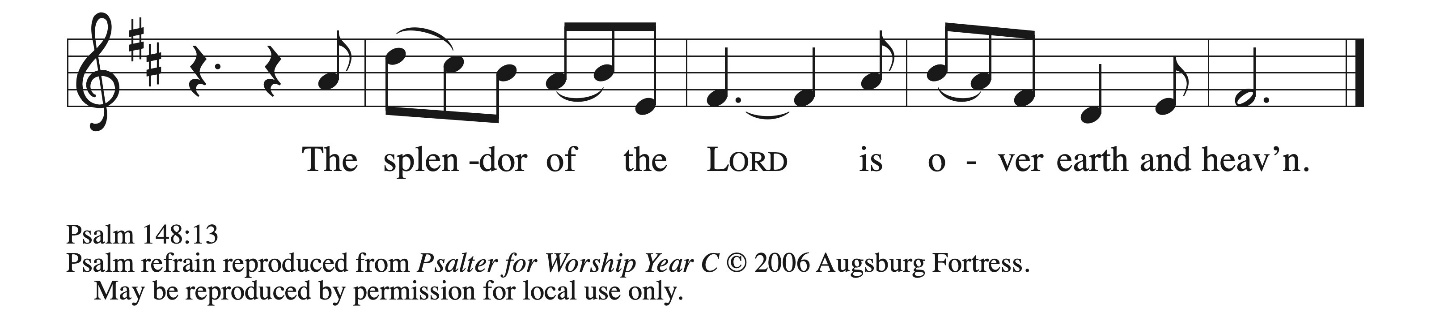 The splen -dor of the LORD is o - ver earth and heav’n.
Psalm 148:13
Psalm refrain reproduced from Psalter for Worship Year C © 2006 Augsburg Fortress.
May be reproduced by permission for local use only.